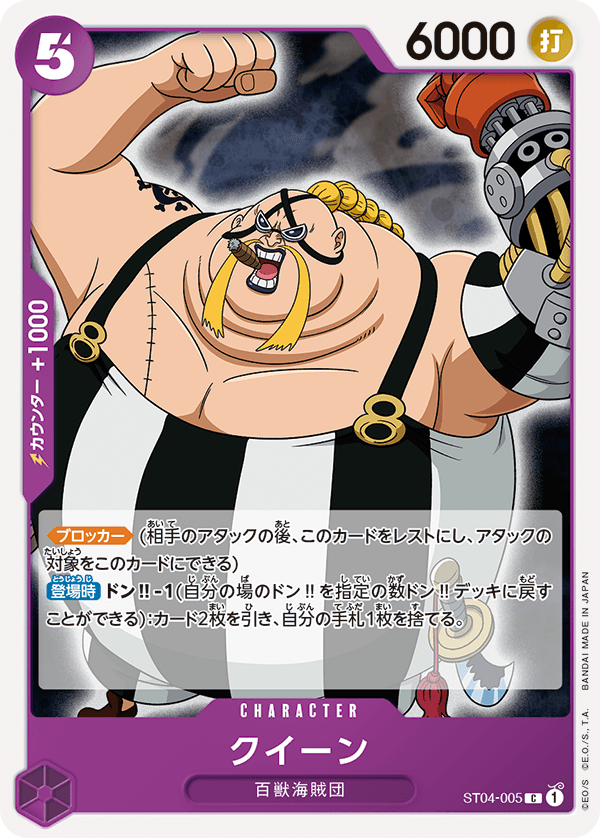 5
6000
打
カウンター +1000
ブロッカー (相手のアタックの後、このカードをレストにし、アタックの
対象をこのカードにできる)
登場時 ドン!!-1(自分の場のドン!!を指定の数ドン!!デッキに戻す
ことができる):カード2枚を引き、自分の手札1枚を捨てる。
CHARACTER
クイーン
百獣海賊団
ST04-005 C 1
©EO/S ©E.O./S., T.A. BANDAI MADE IN JAPAN